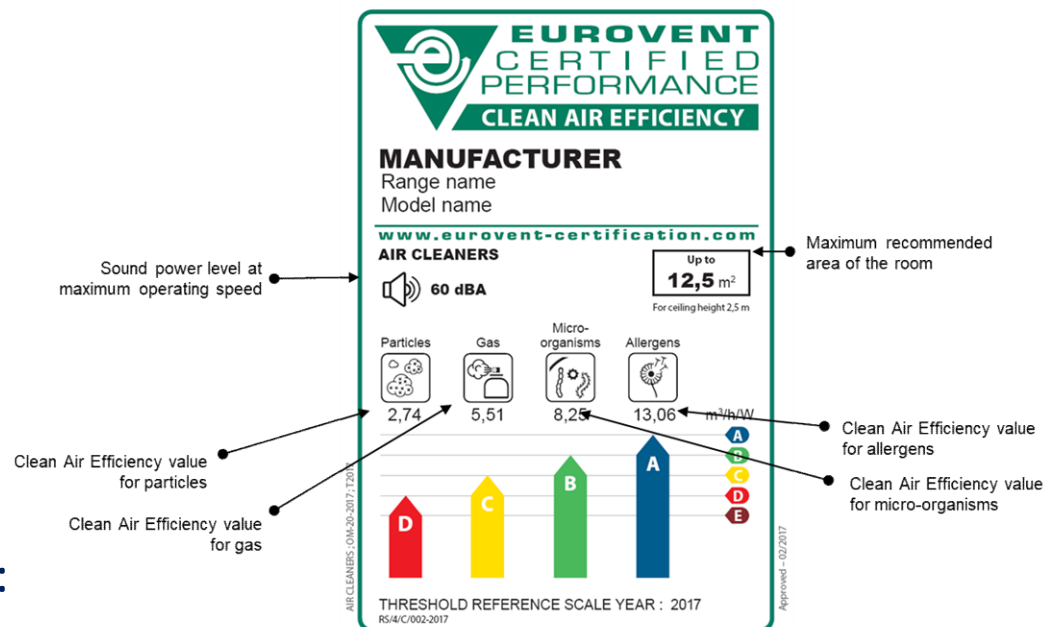 EUROVENT
CERTIFIED
PERFORMANCE
CLEAN AIR EFFICIENCY
MANUFACTURER
Range name
Model name
www.eurovent-certification.com
AIR CLEANERS
60 dBA
Up to
12,5 m²
For ceiling height 2,5 m
Sound power level at
maximum operating speed
Maximum recommended
area of the room
Particles
Gas
Micro-
organisms
Allergens
2,74
5,51
8,25
13,06
m³/h/W
A
B
C
D
E
D
C
B
A
Clean Air Efficiency value
for particles
Clean Air Efficiency value
for gas
Clean Air Efficiency value
for allergens
Clean Air Efficiency value
for micro-organisms
AIR CLEANERS ; OM-20-2017 ; T2017
Approved – 02/2017
THRESHOLD REFERENCE SCALE YEAR : 2017
RS/4/C/002-2017
: